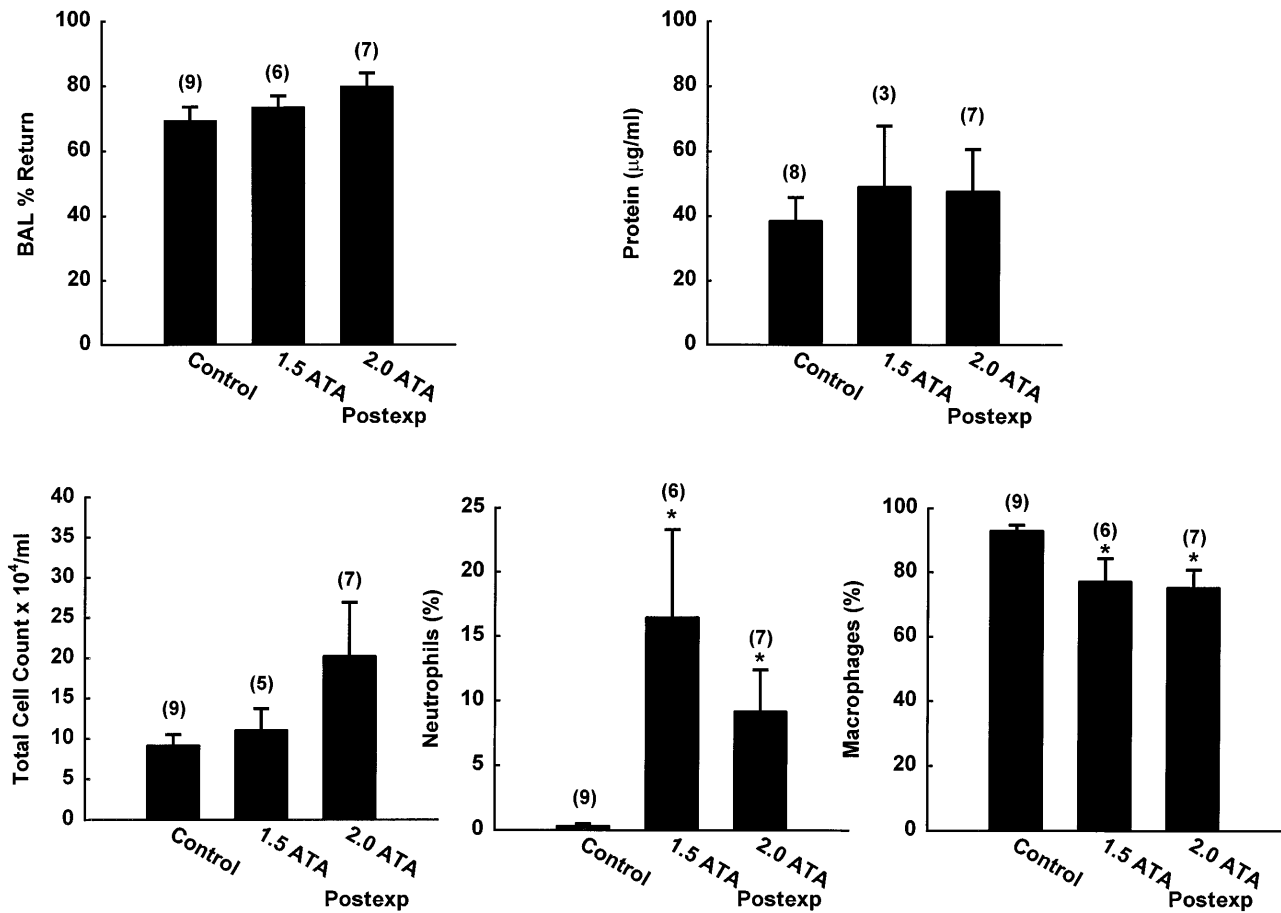 BAL % Return
100
80
60
40
20
0
(9)
(6)
(7)
Control
1.5 ATA
2.0 ATA
Postexp
Protein (µg/ml)
100
80
60
40
20
0
(8)
(3)
(7)
Control
1.5 ATA
2.0 ATA
Postexp
Total Cell Count x 10⁴/ml
40
35
30
25
20
15
10
5
0
(9)
(5)
(7)
Control
1.5 ATA
2.0 ATA
Postexp
Neutrophils (%)
25
20
15
10
5
0
(9)
(6)
*
(7)
*
Control
1.5 ATA
2.0 ATA
Postexp
Macrophages (%)
100
80
60
40
20
0
(9)
(6)
*
(7)
*
Control
1.5 ATA
2.0 ATA
Postexp